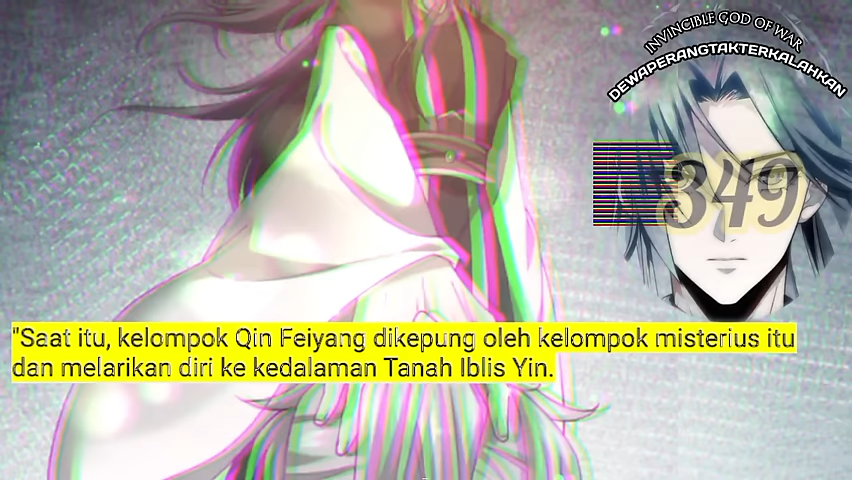 INVINCIBLE GOD OF WAR
DEWAPERANGTAKTERKALAHKAN
349
"Saat itu, kelompok Qin Feiyang dikepung oleh kelompok misterius itu
dan melarikan diri ke kedalaman Tanah Iblis Yin.